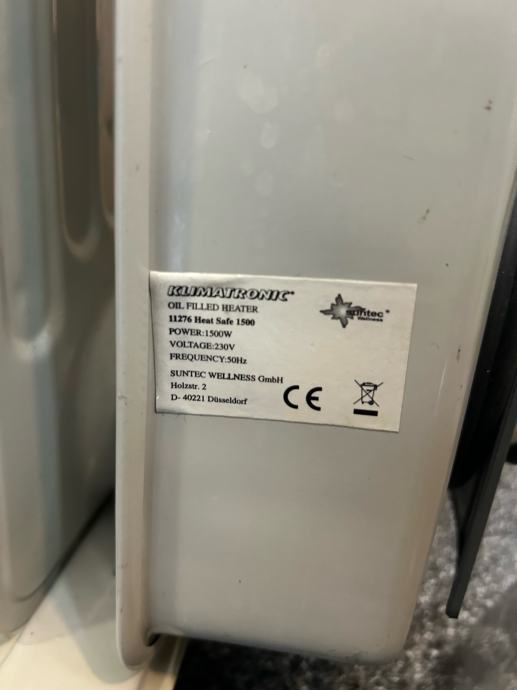 KLIMATRONIC®
OIL FILLED HEATER
11276 Heat Safe 1500
POWER:1500W
VOLTAGE:230V
FREQUENCY:50Hz
SUNTEC WELLNESS GmbH
Holzstr. 2
D- 40221 Düsseldorf
suntec®
Wellness
CE